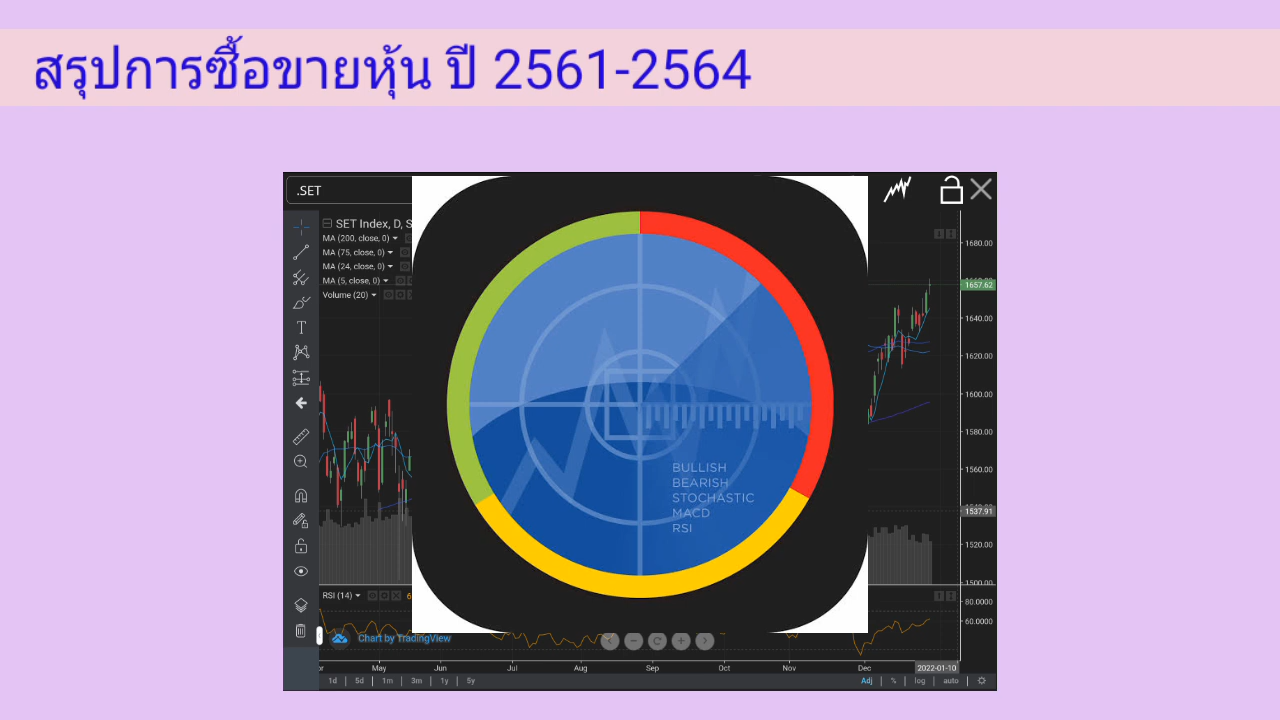 สรุปการซื้อขายหุ้น ปี 2561-2564
.SET
SET Index, D, S
MA (200, close, 0)
MA (75, close, 0)
MA (24, close, 0)
MA (5, close, 0)
Volume (20)
1680.00
1657.62
1640.00
1620.00
1600.00
1580.00
1560.00
1537.91
1520.00
1500.00
BULLISH
BEARISH
STOCHASTIC
MACD
RSI
RSI (14)
6
80.0000
60.0000
Chart by TradingView
May Jun Jul Aug Sep Oct Nov Dec 2022-01-10
1d 5d 1m 3m 1y 5y Adj % log auto